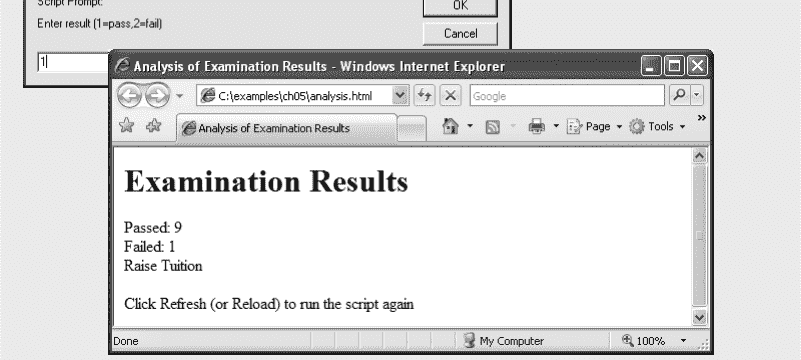 Script Prompt:
OK
Enter result (1=pass,2=fail)
Cancel
1
Analysis of Examination Results - Windows Internet Explorer
C:\examples\ch05\analysis.html
Google
Analysis of Examination Results
Page
Tools
»
Examination Results
Passed: 9
Failed: 1
Raise Tuition
Click Refresh (or Reload) to run the script again
Done
My Computer
100%